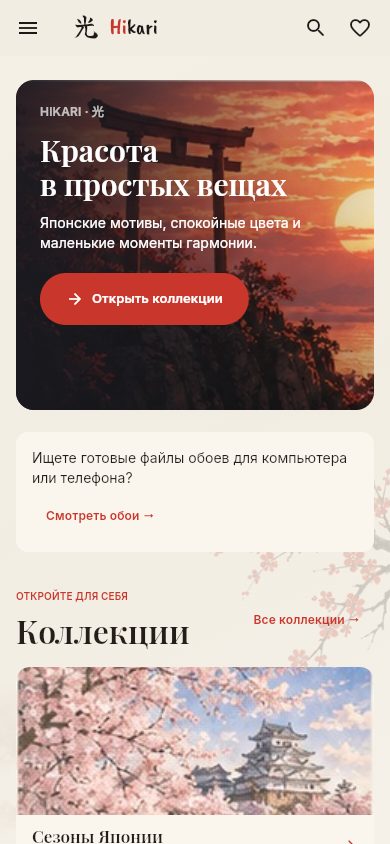 光 Hikari
HIKARI · 光
Красота
в простых вещах
Японские мотивы, спокойные цвета и
маленькие моменты гармонии.
→ Открыть коллекции
Ищете готовые файлы обоев для компьютера
или телефона?
Смотреть обои →
ОТКРОЙТЕ ДЛЯ СЕБЯ
Коллекции
Все коллекции →
Сезоны Японии